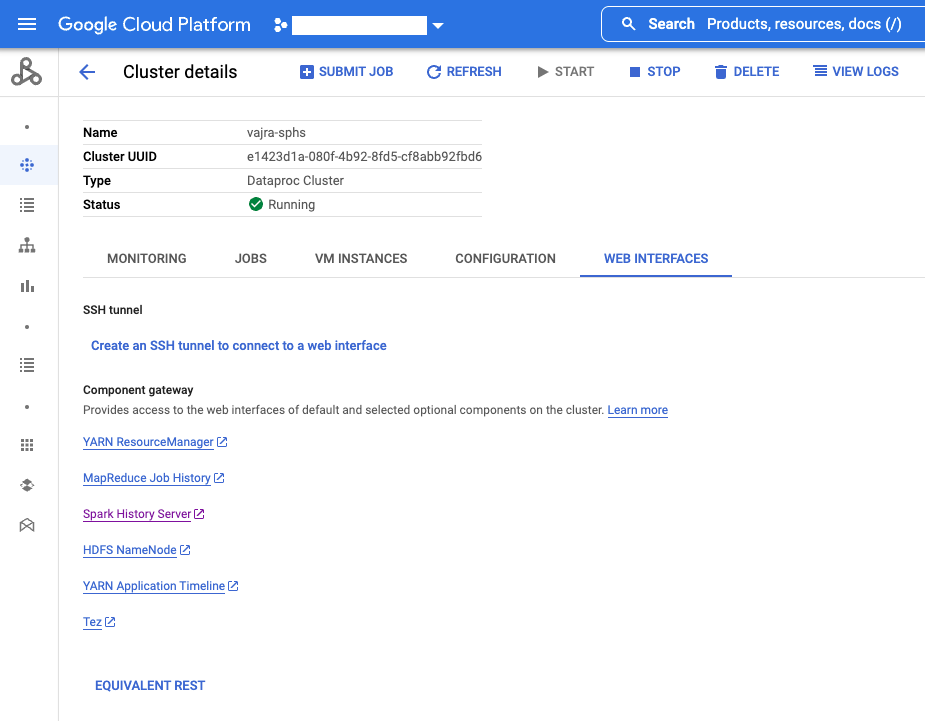 Google Cloud Platform
Search Products, resources, docs (/)
Cluster details
SUBMIT JOB REFRESH START STOP DELETE VIEW LOGS
Name vajra-sphs
Cluster UUID e1423d1a-080f-4b92-8fd5-cf8abb92fbd6
Type Dataproc Cluster
Status Running
MONITORING JOBS VM INSTANCES CONFIGURATION WEB INTERFACES
SSH tunnel
Create an SSH tunnel to connect to a web interface
Component gateway
Provides access to the web interfaces of default and selected optional components on the cluster. Learn more
YARN ResourceManager
MapReduce Job History
Spark History Server
HDFS NameNode
YARN Application Timeline
Tez
EQUIVALENT REST